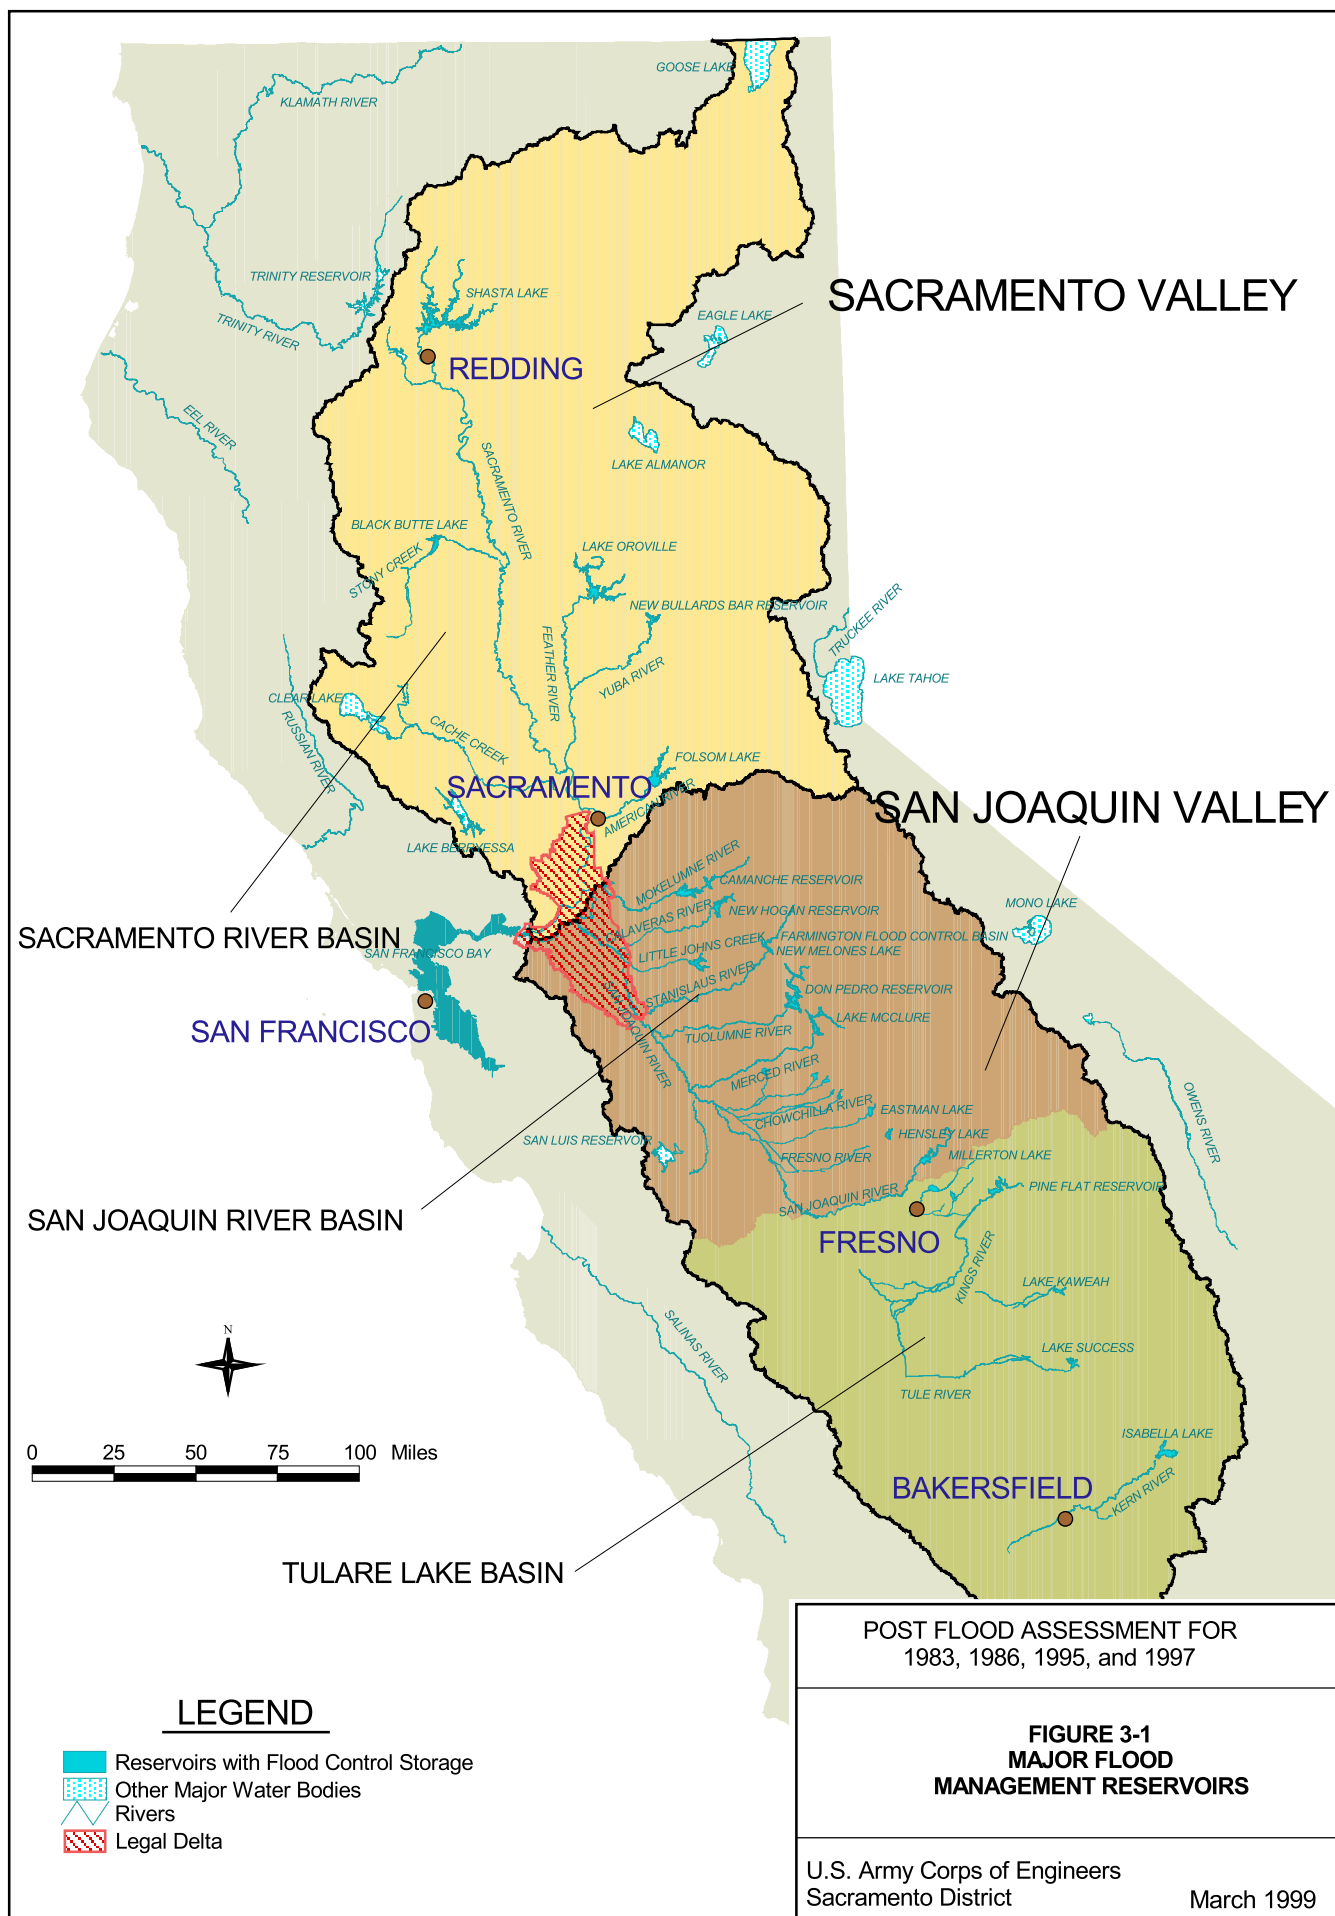 GOOSE LAKE
KLAMATH RIVER
TRINITY RESERVOIR
SHASTA LAKE
SACRAMENTO VALLEY
TRINITY RIVER
EAGLE LAKE
REDDING
EEL RIVER
SACRAMENTO RIVER
LAKE ALMANOR
BLACK BUTTE LAKE
STONY CREEK
LAKE OROVILLE
NEW BULLARDS BAR RESERVOIR
TRUCKEE RIVER
FEATHER RIVER
YUBA RIVER
LAKE TAHOE
CLEAR LAKE
RUSSIAN RIVER
CACHE CREEK
FOLSOM LAKE
SACRAMENTO
AMERICAN RIVER
SAN JOAQUIN VALLEY
LAKE BERRYESSA
MOKELUMNE RIVER
CAMANCHE RESERVOIR
MONO LAKE
CALAVERAS RIVER
NEW HOGAN RESERVOIR
SACRAMENTO RIVER BASIN
SAN FRANCISCO BAY
LITTLE JOHNS CREEK
FARMINGTON FLOOD CONTROL BASIN
NEW MELONES LAKE
STANISLAUS RIVER
DON PEDRO RESERVOIR
SAN FRANCISCO
SAN JOAQUIN RIVER
TUOLUMNE RIVER
LAKE MCCLURE
MERCED RIVER
OWENS RIVER
CHOWCHILLA RIVER
EASTMAN LAKE
SAN LUIS RESERVOIR
HENSLEY LAKE
FRESNO RIVER
MILLERTON LAKE
SAN JOAQUIN RIVER
PINE FLAT RESERVOIR
SAN JOAQUIN RIVER BASIN
FRESNO
KINGS RIVER
LAKE KAWEAH
SALINAS RIVER
LAKE SUCCESS
TULE RIVER
N
0 25 50 75 100 Miles
ISABELLA LAKE
BAKERSFIELD
KERN RIVER
TULARE LAKE BASIN
POST FLOOD ASSESSMENT FOR
1983, 1986, 1995, and 1997
FIGURE 3-1
MAJOR FLOOD
MANAGEMENT RESERVOIRS
U.S. Army Corps of Engineers
Sacramento District
March 1999
LEGEND
Reservoirs with Flood Control Storage
Other Major Water Bodies
Rivers
Legal Delta